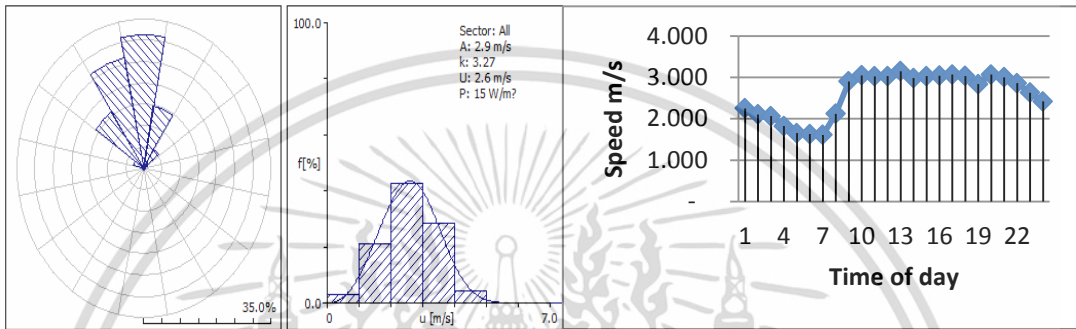 35.0%
100.0
Sector: All
A: 2.9 m/s
k: 3.27
U: 2.6 m/s
P: 15 W/m?
f[%]
0.0
0 u [m/s] 7.0
Speed m/s
4.000
3.000
2.000
1.000
-
1 4 7 10 13 16 19 22
Time of day